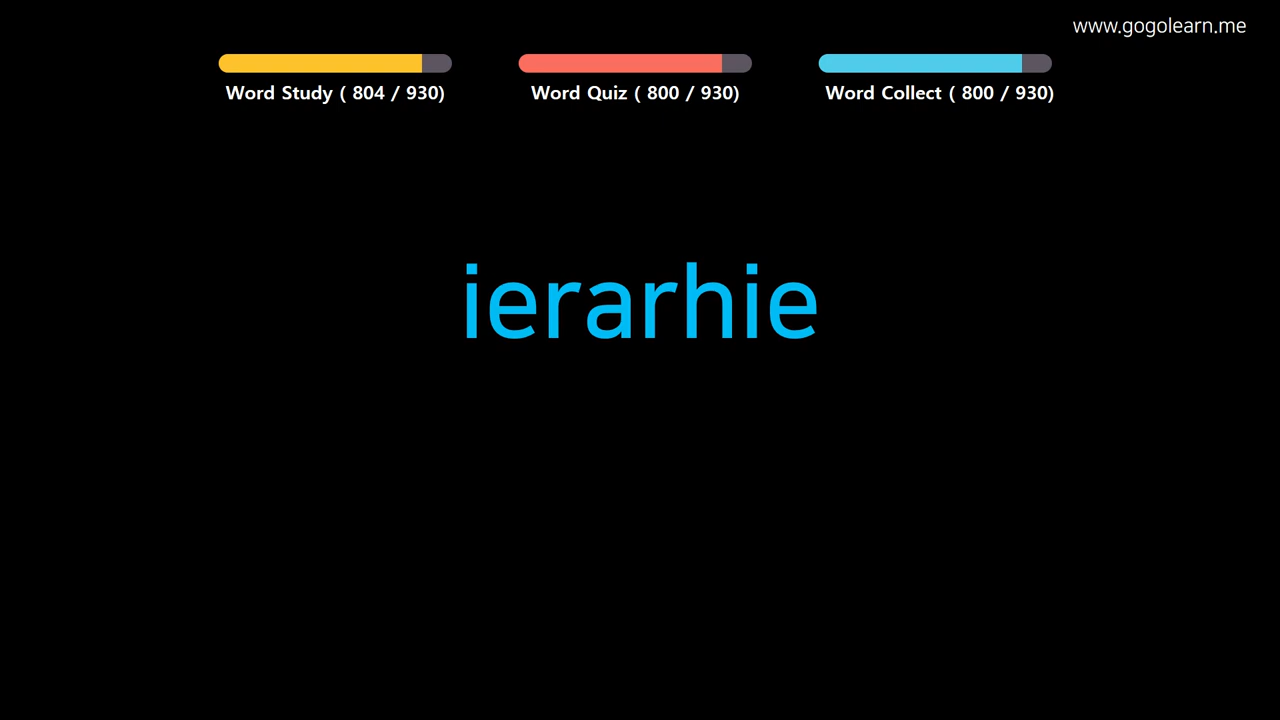 www.gogolearn.me
Word Study ( 804 / 930)
Word Quiz ( 800 / 930)
Word Collect ( 800 / 930)
ierarhie